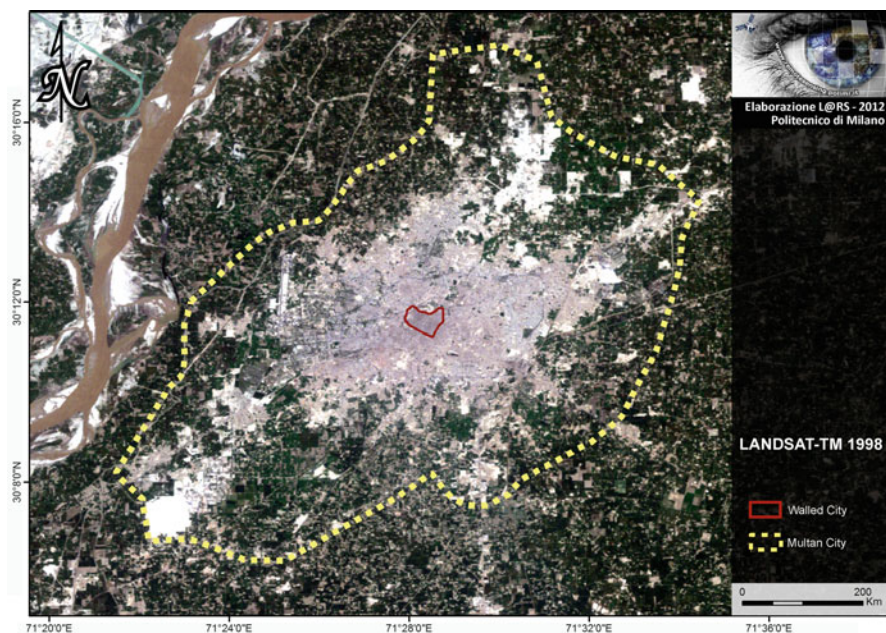 N
Elaborazione L@RS - 2012
Politecnico di Milano
30°16'0"N
30°12'0"N
30°8'0"N
LANDSAT-TM 1998
Walled City
Multan City
0 200
Km
71°20'0"E 71°24'0"E 71°28'0"E 71°32'0"E 71°36'0"E